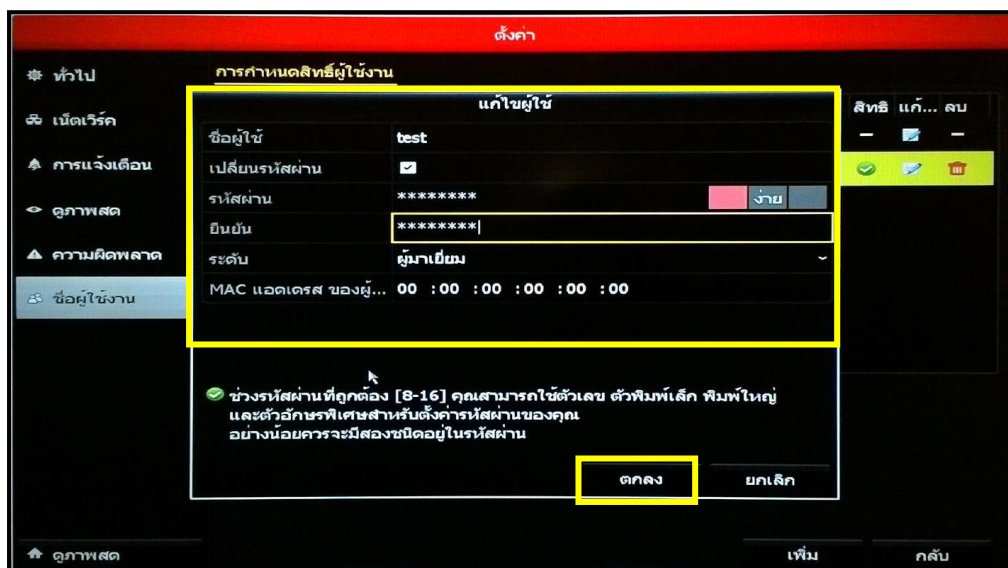 ตั้งค่า
ทั่วไป
เน็ตเวิร์ค
การแจ้งเตือน
ดูภาพสด
ความผิดพลาด
ชื่อผู้ใช้งาน
ดูภาพสด
การกำหนดสิทธิ์ผู้ใช้งาน
สิทธิ แก้... ลบ
แก้ไขผู้ใช้
ชื่อผู้ใช้ test
เปลี่ยนรหัสผ่าน
รหัสผ่าน ******** ง่าย
ยืนยัน ********
ระดับ ผู้มาเยี่ยม
MAC แอดเดรส ของผู้... 00 :00 :00 :00 :00 :00
ช่วงรหัสผ่านที่ถูกต้อง [8-16] คุณสามารถใช้ตัวเลข ตัวพิมพ์เล็ก พิมพ์ใหญ่
และตัวอักษรพิเศษสำหรับตั้งค่ารหัสผ่านของคุณ
อย่างน้อยควรจะมีสองชนิดอยู่ในรหัสผ่าน
ตกลง ยกเลิก
เพิ่ม กลับ